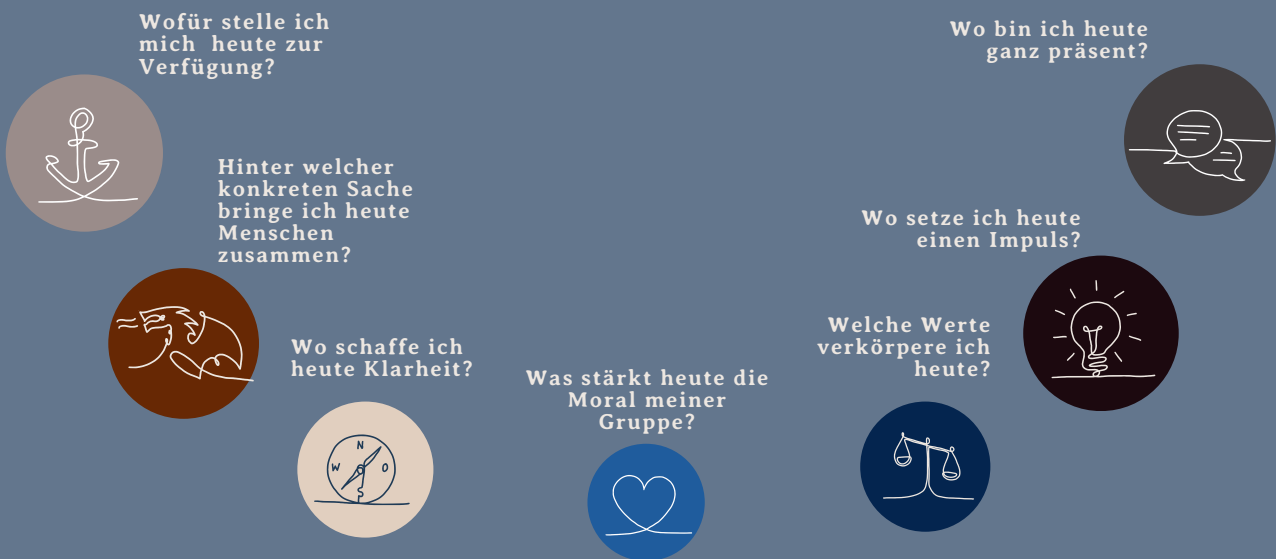 Wofür stelle ich
mich heute zur
Verfügung?
Hinter welcher
konkreten Sache
bringe ich heute
Menschen
zusammen?
Wo schaffe ich
heute Klarheit?
N
W O
Was stärkt heute die
Moral meiner
Gruppe?
Welche Werte
verkörpere ich
heute?
Wo setze ich heute
einen Impuls?
Wo bin ich heute
ganz präsent?